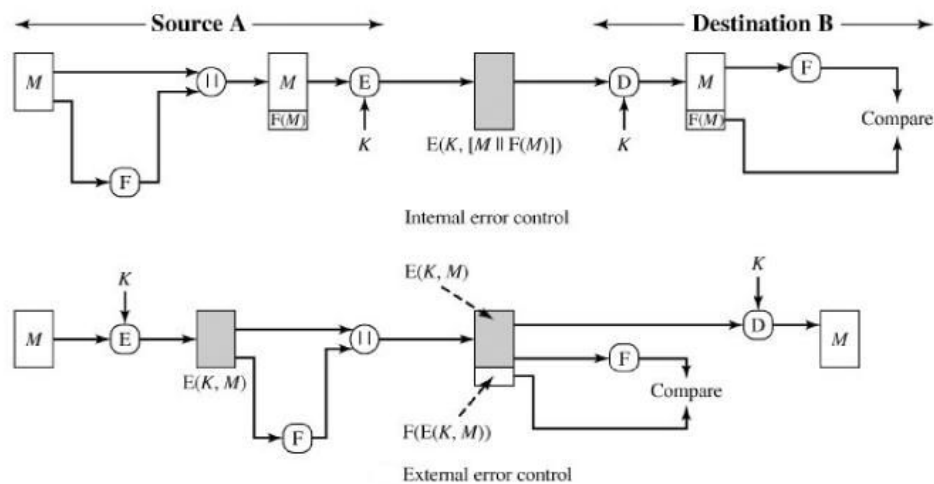 Source A
Destination B
M
||
M
E
D
M
F
F(M)
F(M)
Compare
K
E(K, [M || F(M)])
K
F
Internal error control
K
E(K, M)
K
M
E
||
D
M
F
E(K, M)
Compare
F
F(E(K, M))
External error control